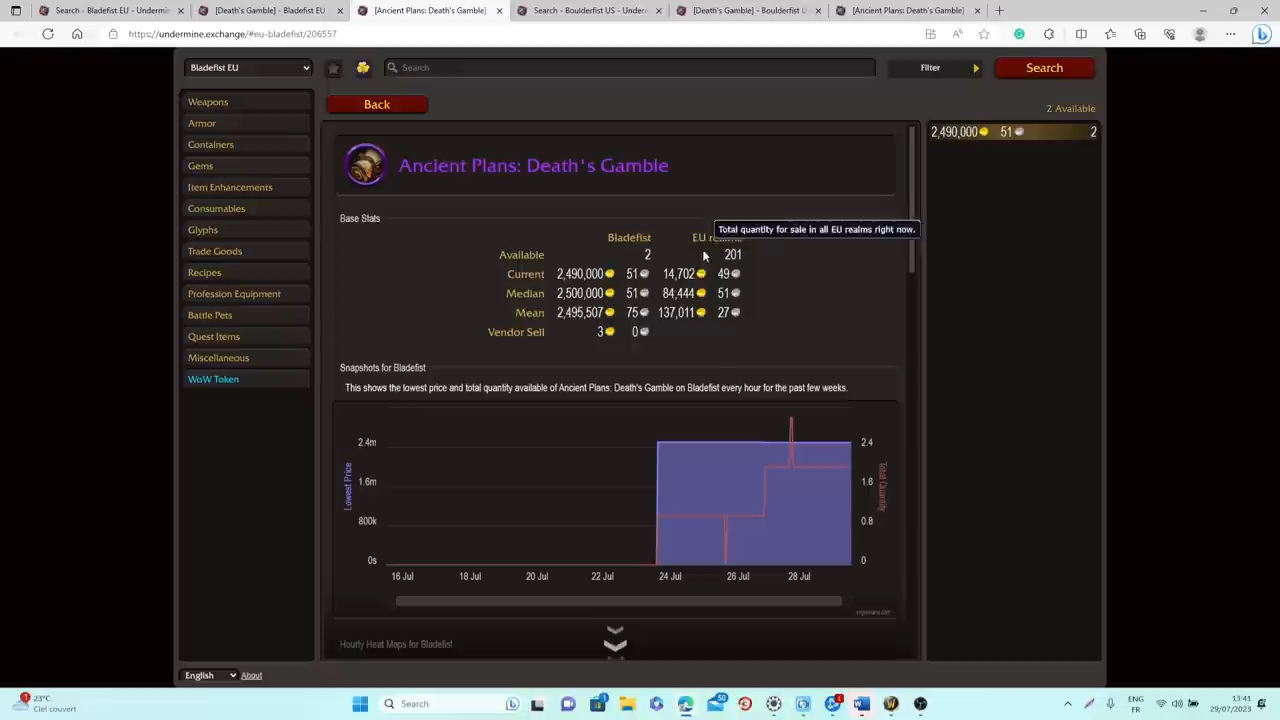 Search - Bladefist EU - Undermin
[Death's Gamble] - Bladefist EU
[Ancient Plans: Death's Gamble]
Search - Boulderfist US - Underm
[Death's Gamble] - Boulderfist U
[Ancient Plans: Death's Gamble]
https://undermine.exchange/#eu-bladefist/206557
Bladefist EU
Search
Filter
Search
Weapons
Armor
Containers
Gems
Item Enhancements
Consumables
Glyphs
Trade Goods
Recipes
Profession Equipment
Battle Pets
Quest Items
Miscellaneous
WoW Token
Back
2 Available
2,490,000 51 2
Ancient Plans: Death's Gamble
Base Stats
Total quantity for sale in all EU realms right now.
Bladefist EU realms
Available 2 201
Current 2,490,000 51 14,702 49
Median 2,500,000 51 84,444 51
Mean 2,495,507 75 137,011 27
Vendor Sell 3 0
Snapshots for Bladefist
This shows the lowest price and total quantity available of Ancient Plans: Death's Gamble on Bladefist every hour for the past few weeks.
2.4m 2.4
1.6m 1.6
800k 0.8
0s 0
Lowest Price
Total Quantity
16 Jul 18 Jul 20 Jul 22 Jul 24 Jul 26 Jul 28 Jul
Hourly Heat Maps for Bladefist
English About
1
23°C
Ciel couvert
Search
1
50
1
ENG
FR
13:41
29/07/2023